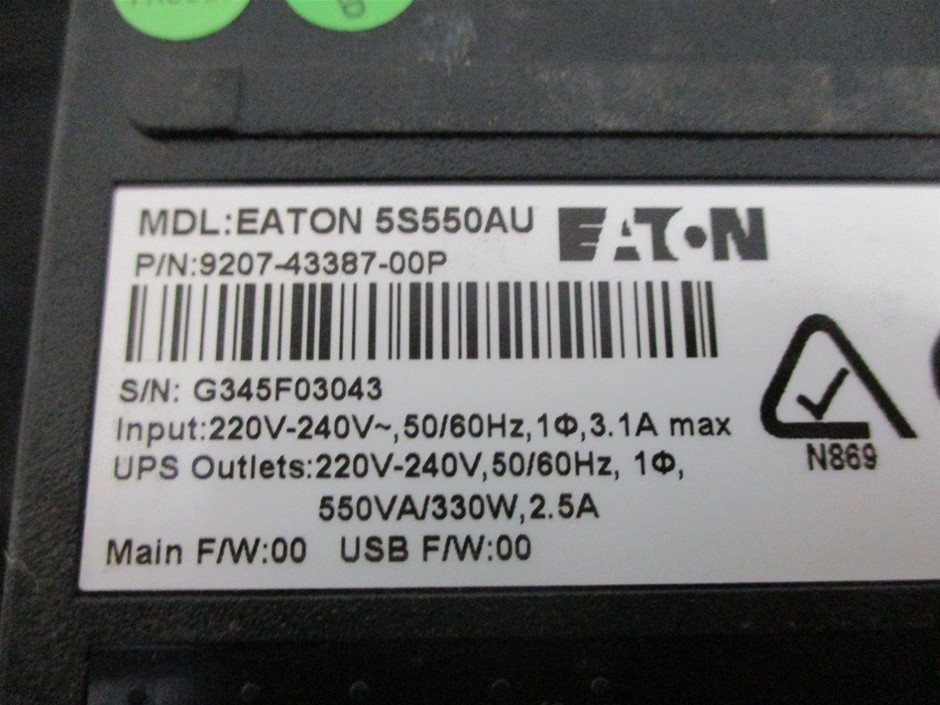 MDL:EATON 5S550AU
EATON
P/N:9207-43387-00P
S/N: G345F03043
Input:220V-240V~,50/60Hz,1Φ,3.1A max
UPS Outlets:220V-240V,50/60Hz, 1Φ,
550VA/330W,2.5A
Main F/W:00 USB F/W:00
N869